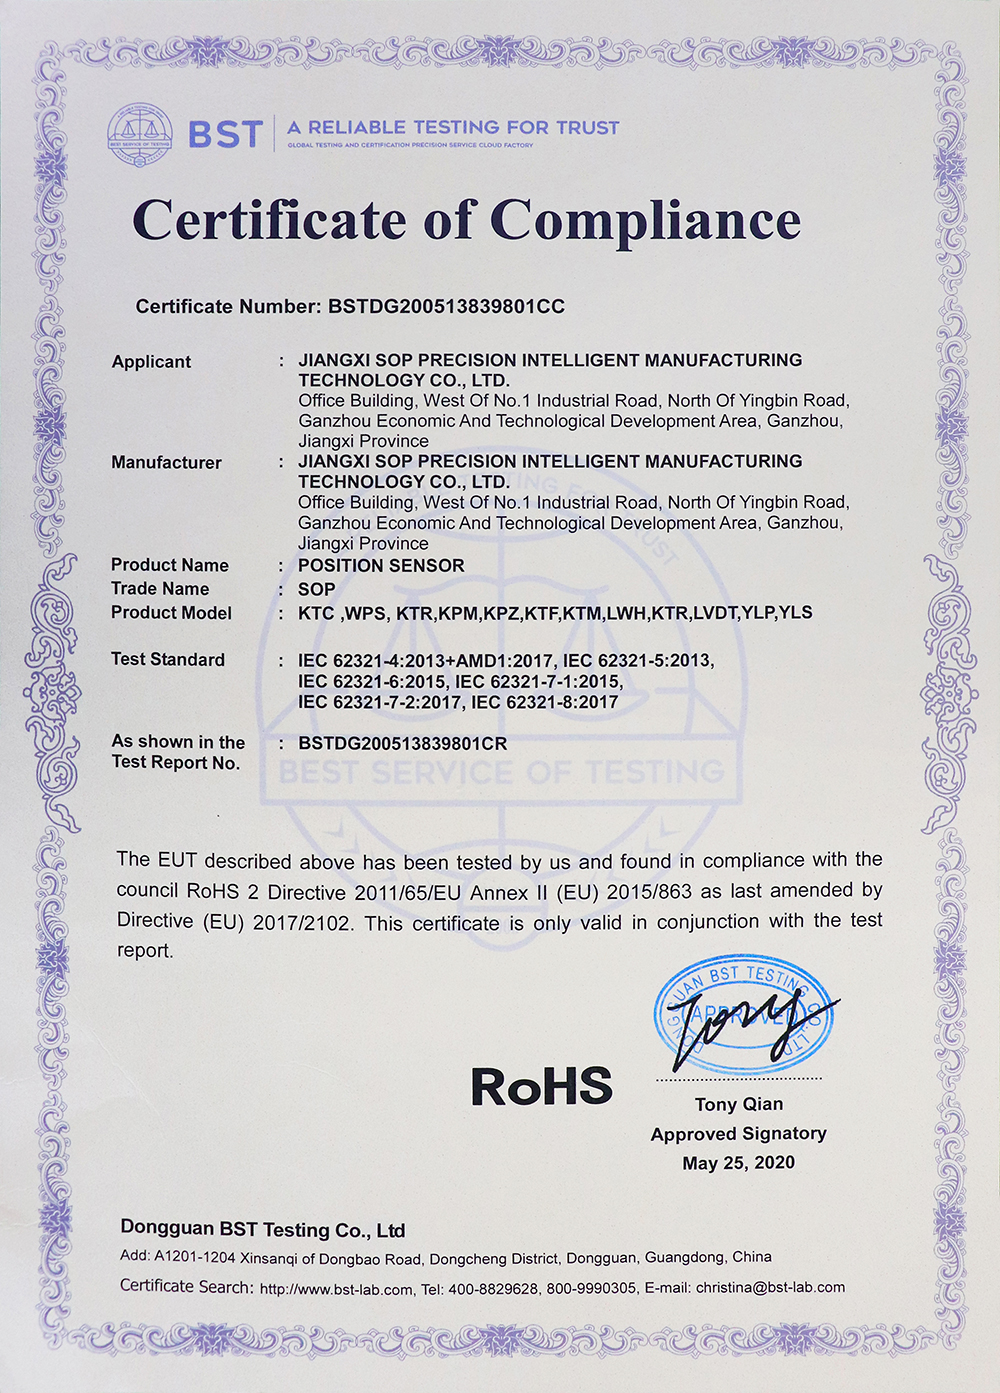 BEST SERVICE OF TESTING
BST
A RELIABLE TESTING FOR TRUST
GLOBAL TESTING AND CERTIFICATION PRECISION SERVICE CLOUD FACTORY
Certificate of Compliance
Certificate Number: BSTDG200513839801CC
Applicant : JIANGXI SOP PRECISION INTELLIGENT MANUFACTURING
TECHNOLOGY CO., LTD.
Office Building, West Of No.1 Industrial Road, North Of Yingbin Road,
Ganzhou Economic And Technological Development Area, Ganzhou,
Jiangxi Province
Manufacturer : JIANGXI SOP PRECISION INTELLIGENT MANUFACTURING
TECHNOLOGY CO., LTD.
Office Building, West Of No.1 Industrial Road, North Of Yingbin Road,
Ganzhou Economic And Technological Development Area, Ganzhou,
Jiangxi Province
Product Name : POSITION SENSOR
Trade Name : SOP
Product Model : KTC ,WPS, KTR,KPM,KPZ,KTF,KTM,LWH,KTR,LVDT,YLP,YLS
Test Standard : IEC 62321-4:2013+AMD1:2017, IEC 62321-5:2013,
IEC 62321-6:2015, IEC 62321-7-1:2015,
IEC 62321-7-2:2017, IEC 62321-8:2017
As shown in the : BSTDG200513839801CR
Test Report No.
BEST SERVICE OF TESTING
The EUT described above has been tested by us and found in compliance with the
council RoHS 2 Directive 2011/65/EU Annex II (EU) 2015/863 as last amended by
Directive (EU) 2017/2102. This certificate is only valid in conjunction with the test
report.
DONGGUAN BST TESTING CO.,LTD
APPROVED
Tony
RoHS
Tony Qian
Approved Signatory
May 25, 2020
Dongguan BST Testing Co., Ltd
Add: A1201-1204 Xinsanqi of Dongbao Road, Dongcheng District, Dongguan, Guangdong, China
Certificate Search: http://www.bst-lab.com, Tel: 400-8829628, 800-9990305, E-mail: christina@bst-lab.com